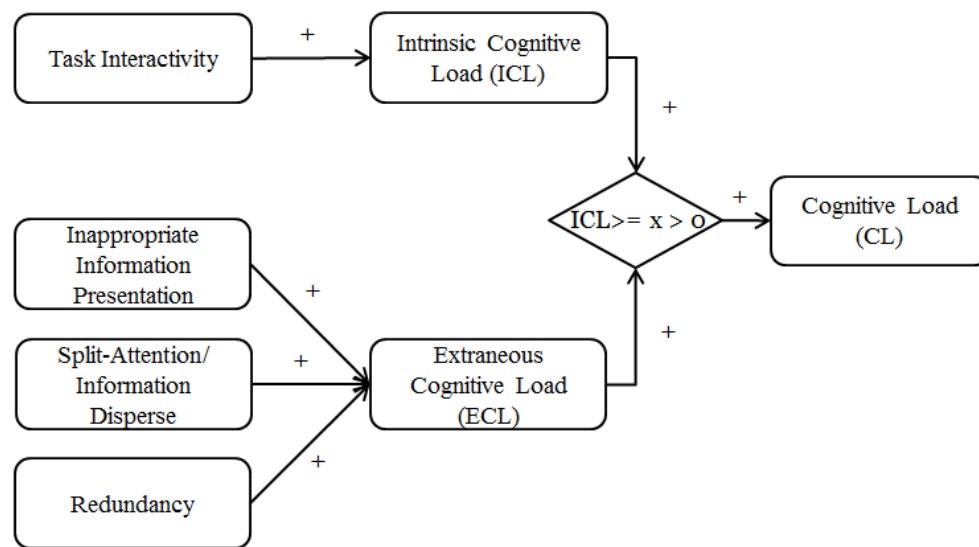 Task Interactivity
+
Intrinsic Cognitive
Load (ICL)
+
ICL>= x > o
+
Cognitive Load
(CL)
Inappropriate
Information
Presentation
+
Split-Attention/
Information
Disperse
+
Extraneous
Cognitive Load
(ECL)
+
Redundancy
+